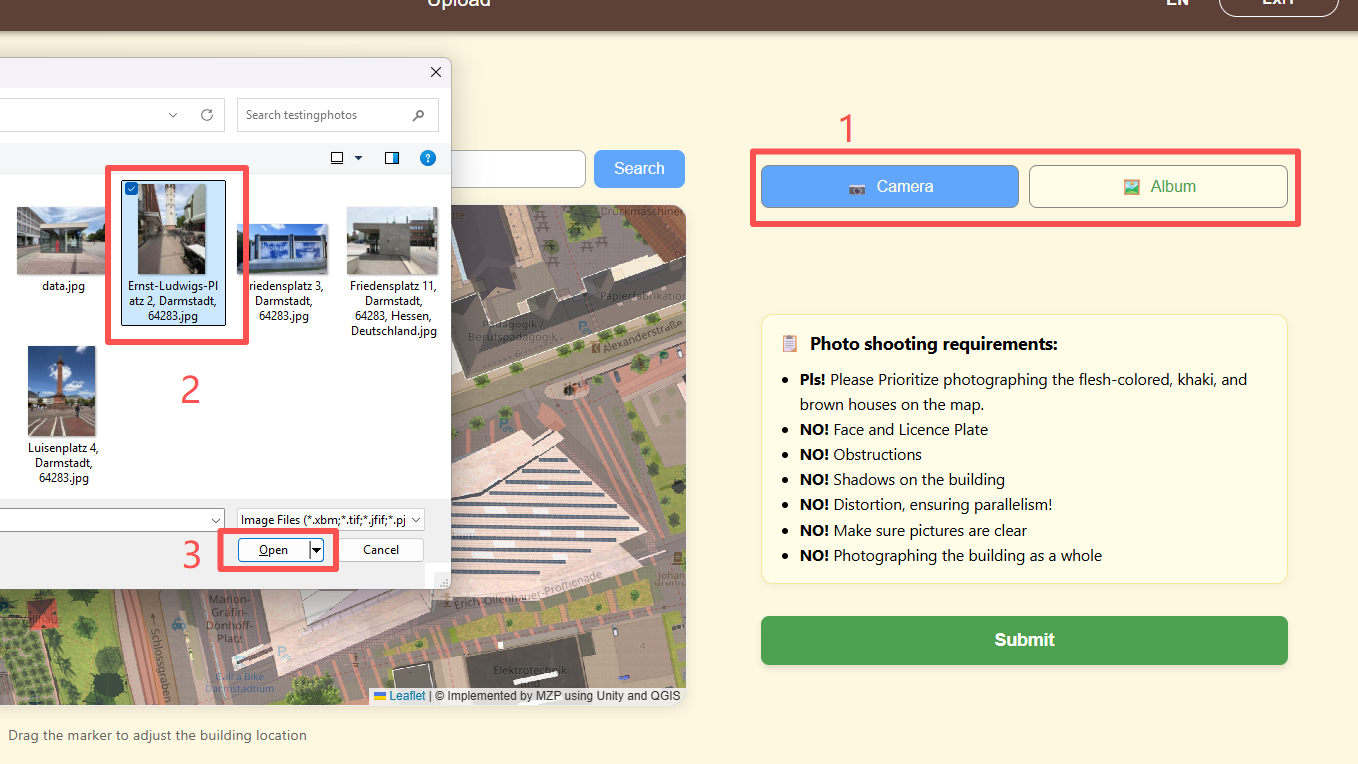 Upload
EN
Exit
Search testingphotos
Search
1
Camera
Album
data.jpg
Ernst-Ludwigs-Pl
atz 2, Darmstadt,
64283.jpg
riedensplatz 3,
Darmstadt,
64283.jpg
Friedensplatz 11,
Darmstadt,
64283, Hessen,
Deutschland.jpg
2
Luisenplatz 4,
Darmstadt,
64283.jpg
Image Files (*.xbm;*.tif;*.jfif;*.pj
3
Open
Cancel
Druckmaschinen
Papierfabrikation
Pädagogik /
Berufspädagogik
Alexanderstraße
Erich-Ollenhauer-Promenade
Marion-
Gräfin-
Dönhoff-
Platz
Schlossgraben
Call a Bike
Darmstadtium
Elektrotechnik
und
4
Leaflet | © Implemented by MZP using Unity and QGIS
Drag the marker to adjust the building location
Photo shooting requirements:
Pls! Please Prioritize photographing the flesh-colored, khaki, and
brown houses on the map.
NO! Face and Licence Plate
NO! Obstructions
NO! Shadows on the building
NO! Distortion, ensuring parallelism!
NO! Make sure pictures are clear
NO! Photographing the building as a whole
Submit